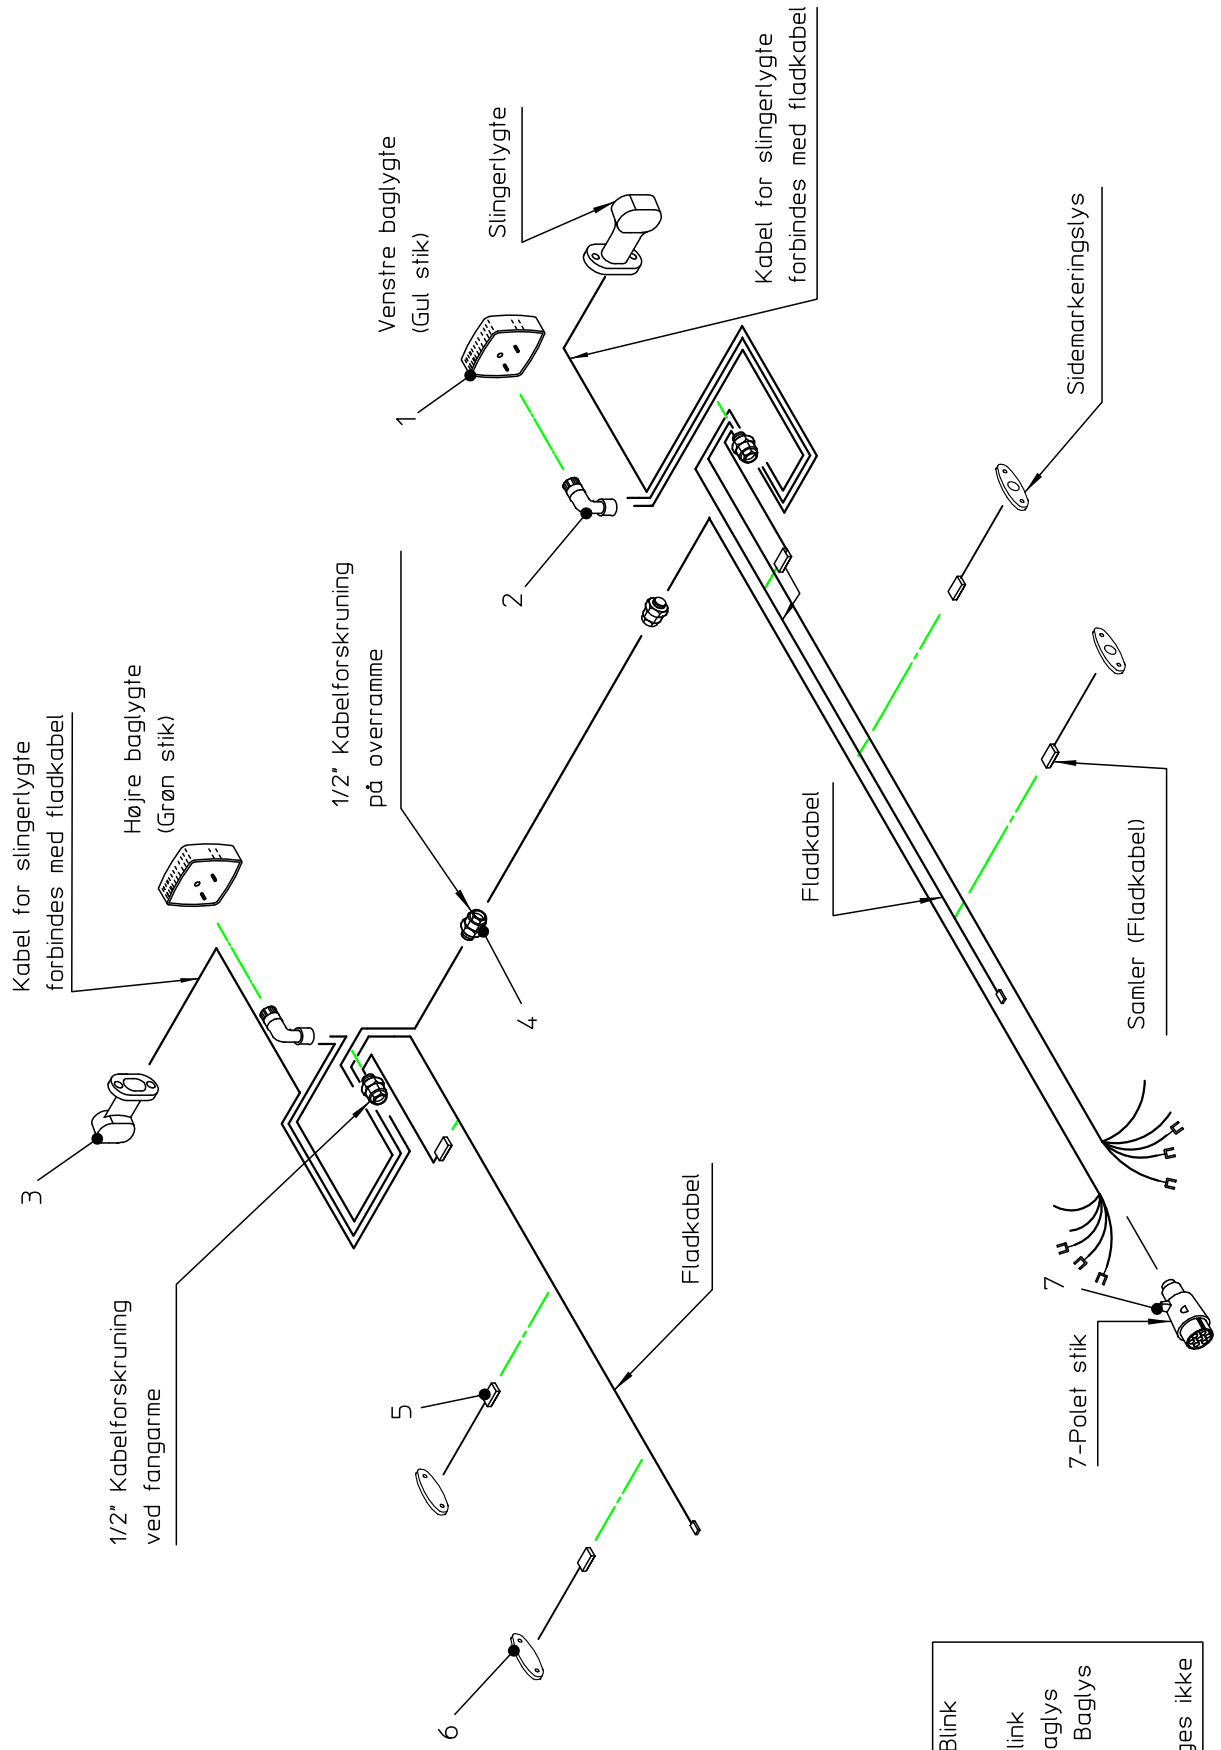 Kabel for slingerlygte
forbindes med fladkabel
Højre baglygte
(Grøn stik)
Venstre baglygte
(Gul stik)
Slingerlygte
Kabel for slingerlygte
forbindes med fladkabel
1
2
3
4
5
6
7
1/2" Kabelforskruning
på overramme
1/2" Kabelforskruning
ved fangarme
Sidemarkeringslys
Fladkabel
Samler (Fladkabel)
Fladkabel
7-Polet stik
Blink
link
aglys
Baglys
ges ikke